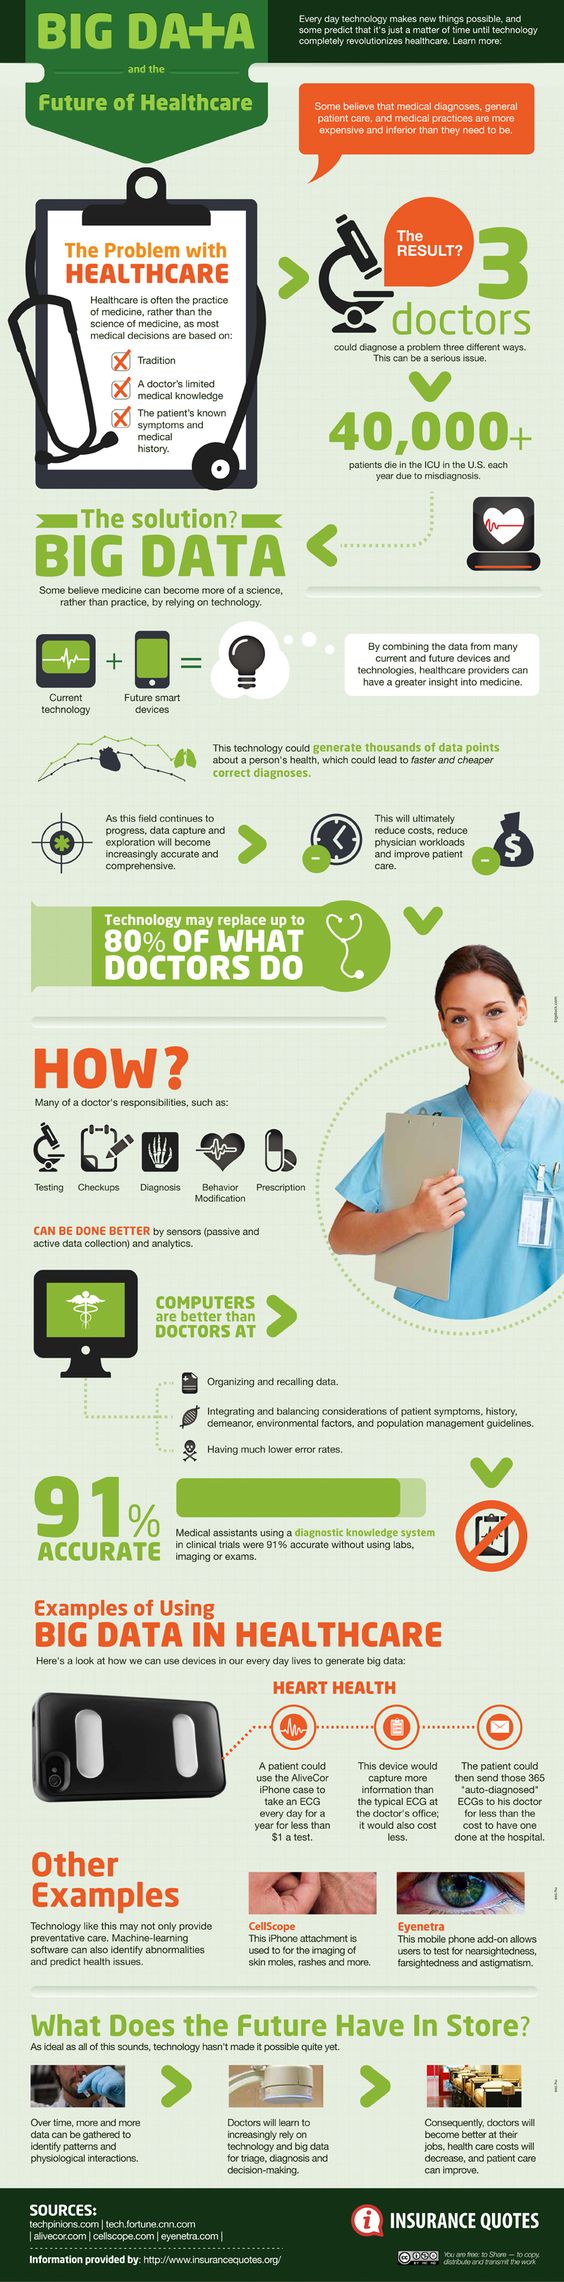 BIG DATA
and the
Future of Healthcare
Every day technology makes new things possible, and
some predict that it's just a matter of time until technology
completely revolutionizes healthcare. Learn more:
Some believe that medical diagnoses, general
patient care, and medical practices are more
expensive and inferior than they need to be.
The Problem with
HEALTHCARE
Healthcare is often the practice
of medicine, rather than the
science of medicine, as most
medical decisions are based on:
Tradition
A doctor's limited
medical knowledge
The patient's known
symptoms and
medical
history.
The
RESULT?
3
doctors
could diagnose a problem three different ways.
This can be a serious issue.
40,000+
patients die in the ICU in the U.S. each
year due to misdiagnosis.
The solution?
BIG DATA
Some believe medicine can become more of a science,
rather than practice, by relying on technology.
+
=
Current
technology
Future smart
devices
By combining the data from many
current and future devices and
technologies, healthcare providers can
have a greater insight into medicine.
This technology could generate thousands of data points
about a person's health, which could lead to faster and cheaper
correct diagnoses.
As this field continues to
progress, data capture and
exploration will become
increasingly accurate and
comprehensive.
This will ultimately
reduce costs, reduce
physician workloads
and improve patient
care.
$
Technology may replace up to
80% OF WHAT
DOCTORS DO
Bigstock.com
HOW?
Many of a doctor's responsibilities, such as:
Testing
Checkups
Diagnosis
Behavior
Modification
Prescription
CAN BE DONE BETTER by sensors (passive and
active data collection) and analytics.
COMPUTERS
are better than
DOCTORS AT
Organizing and recalling data.
Integrating and balancing considerations of patient symptoms, history,
demeanor, environmental factors, and population management guidelines.
Having much lower error rates.
91%
ACCURATE
Medical assistants using a diagnostic knowledge system
in clinical trials were 91% accurate without using labs,
imaging or exams.
Examples of Using
BIG DATA IN HEALTHCARE
Here's a look at how we can use devices in our every day lives to generate big data:
HEART HEALTH
A patient could
use the AliveCor
iPhone case to
take an ECG
every day for a
year for less than
$1 a test.
This device would
capture more
information than
the typical ECG at
the doctor's office;
it would also cost
less.
The patient could
then send those 365
"auto-diagnosed"
ECGs to his doctor
for less than the
cost to have one
done at the hospital.
Other
Examples
Technology like this may not only provide
preventative care. Machine-learning
software can also identify abnormalities
and predict health issues.
CellScope
This iPhone attachment is
used to for the imaging of
skin moles, rashes and more.
Eyenetra
This mobile phone add-on allows
users to test for nearsightedness,
farsightedness and astigmatism.
What Does the Future Have In Store?
As ideal as all of this sounds, technology hasn't made it possible quite yet.
Over time, more and more
data can be gathered to
identify patterns and
physiological interactions.
Doctors will learn to
increasingly rely on
technology and big data
for triage, diagnosis and
decision-making.
Consequently, doctors will
become better at their
jobs, health care costs will
decrease, and patient care
can improve.
SOURCES:
techpinions.com | tech.fortune.cnn.com
| alivecor.com | cellscope.com | eyenetra.com |
Information provided by: http://www.insurancequotes.org/
INSURANCE QUOTES
You are free: to Share — to copy,
distribute and transmit the work